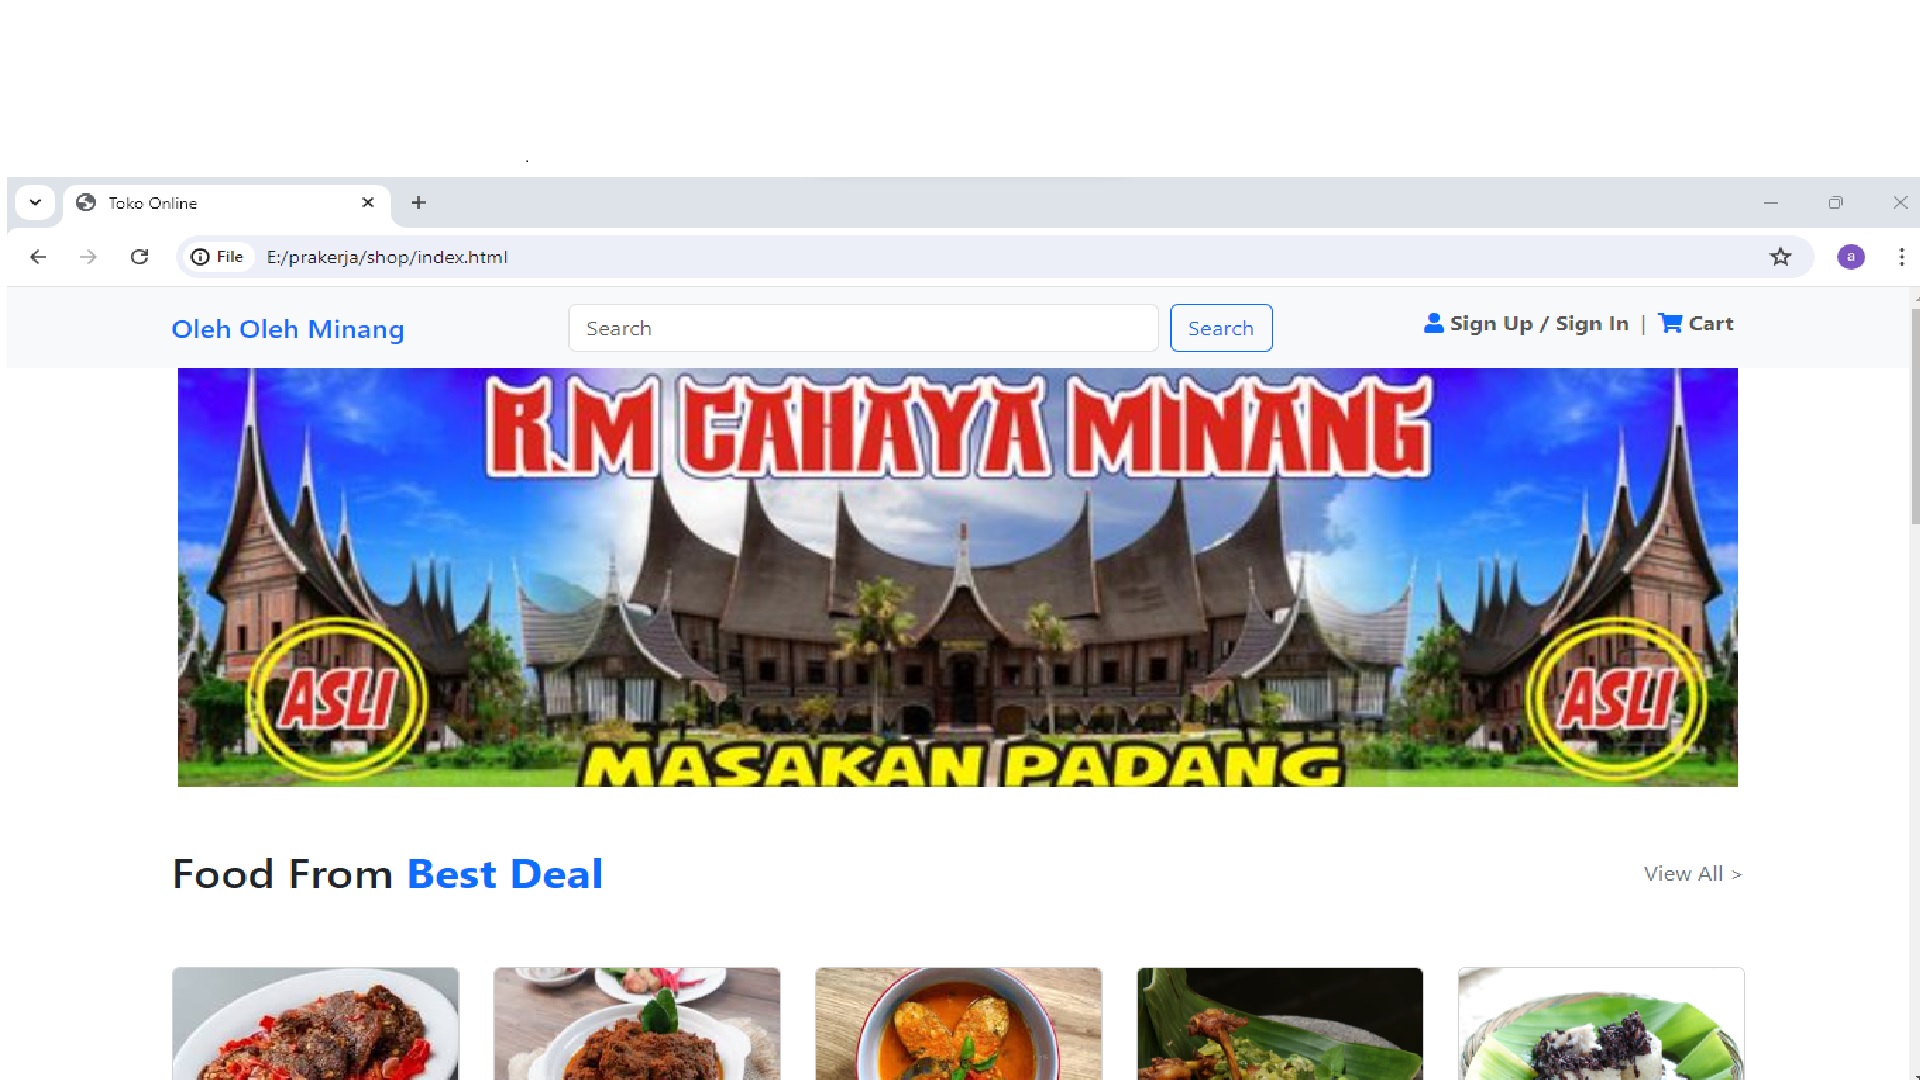 Toko Online
File E:/prakerja/shop/index.html
a
Oleh Oleh Minang
Search
Search
Sign Up / Sign In | Cart
R.M CAHAYA MINANG
ASLI
ASLI
MASAKAN PADANG
Food From Best Deal
View All >